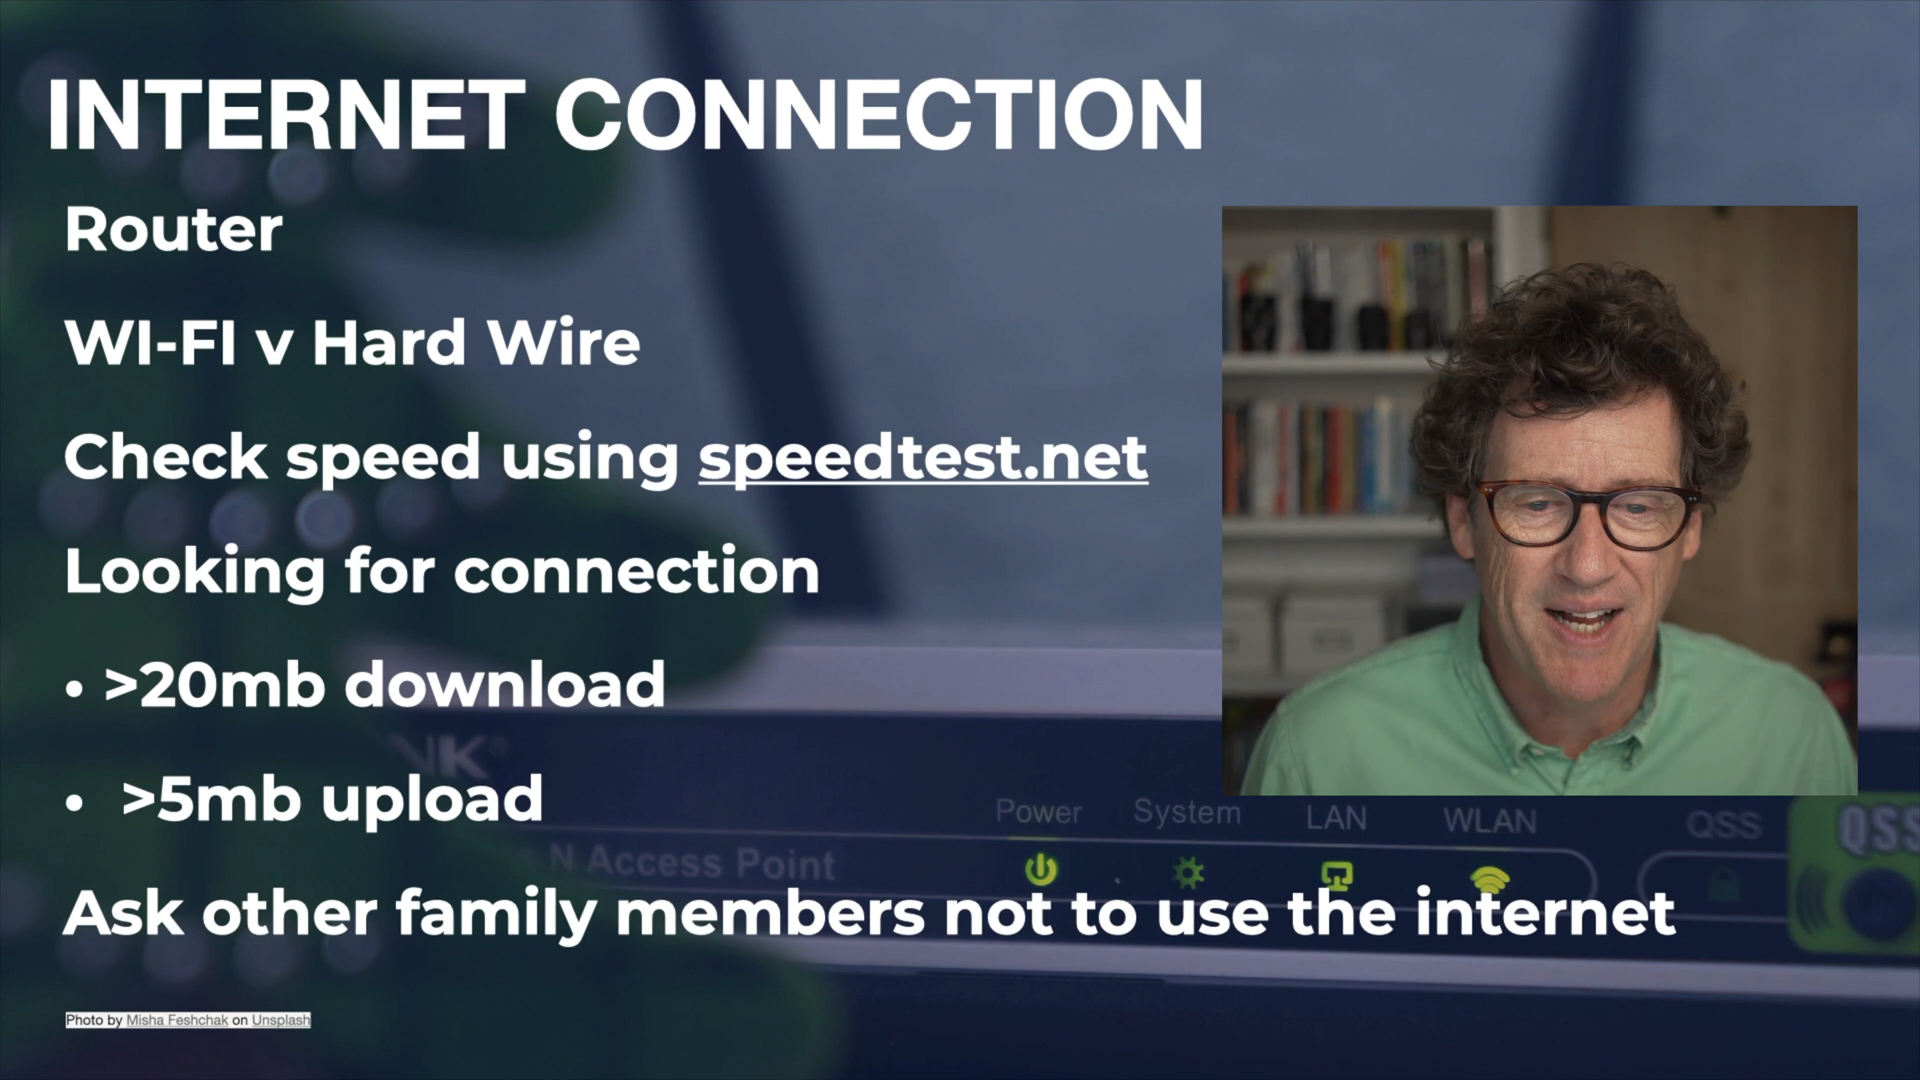 INTERNET CONNECTION
Router
WI-FI v Hard Wire
Check speed using speedtest.net
Looking for connection
• >20mb download
• >5mb upload
Power System LAN WLAN QSS QSS
N Access Point
Ask other family members not to use the internet
Photo by Misha Feshchak on Unsplash